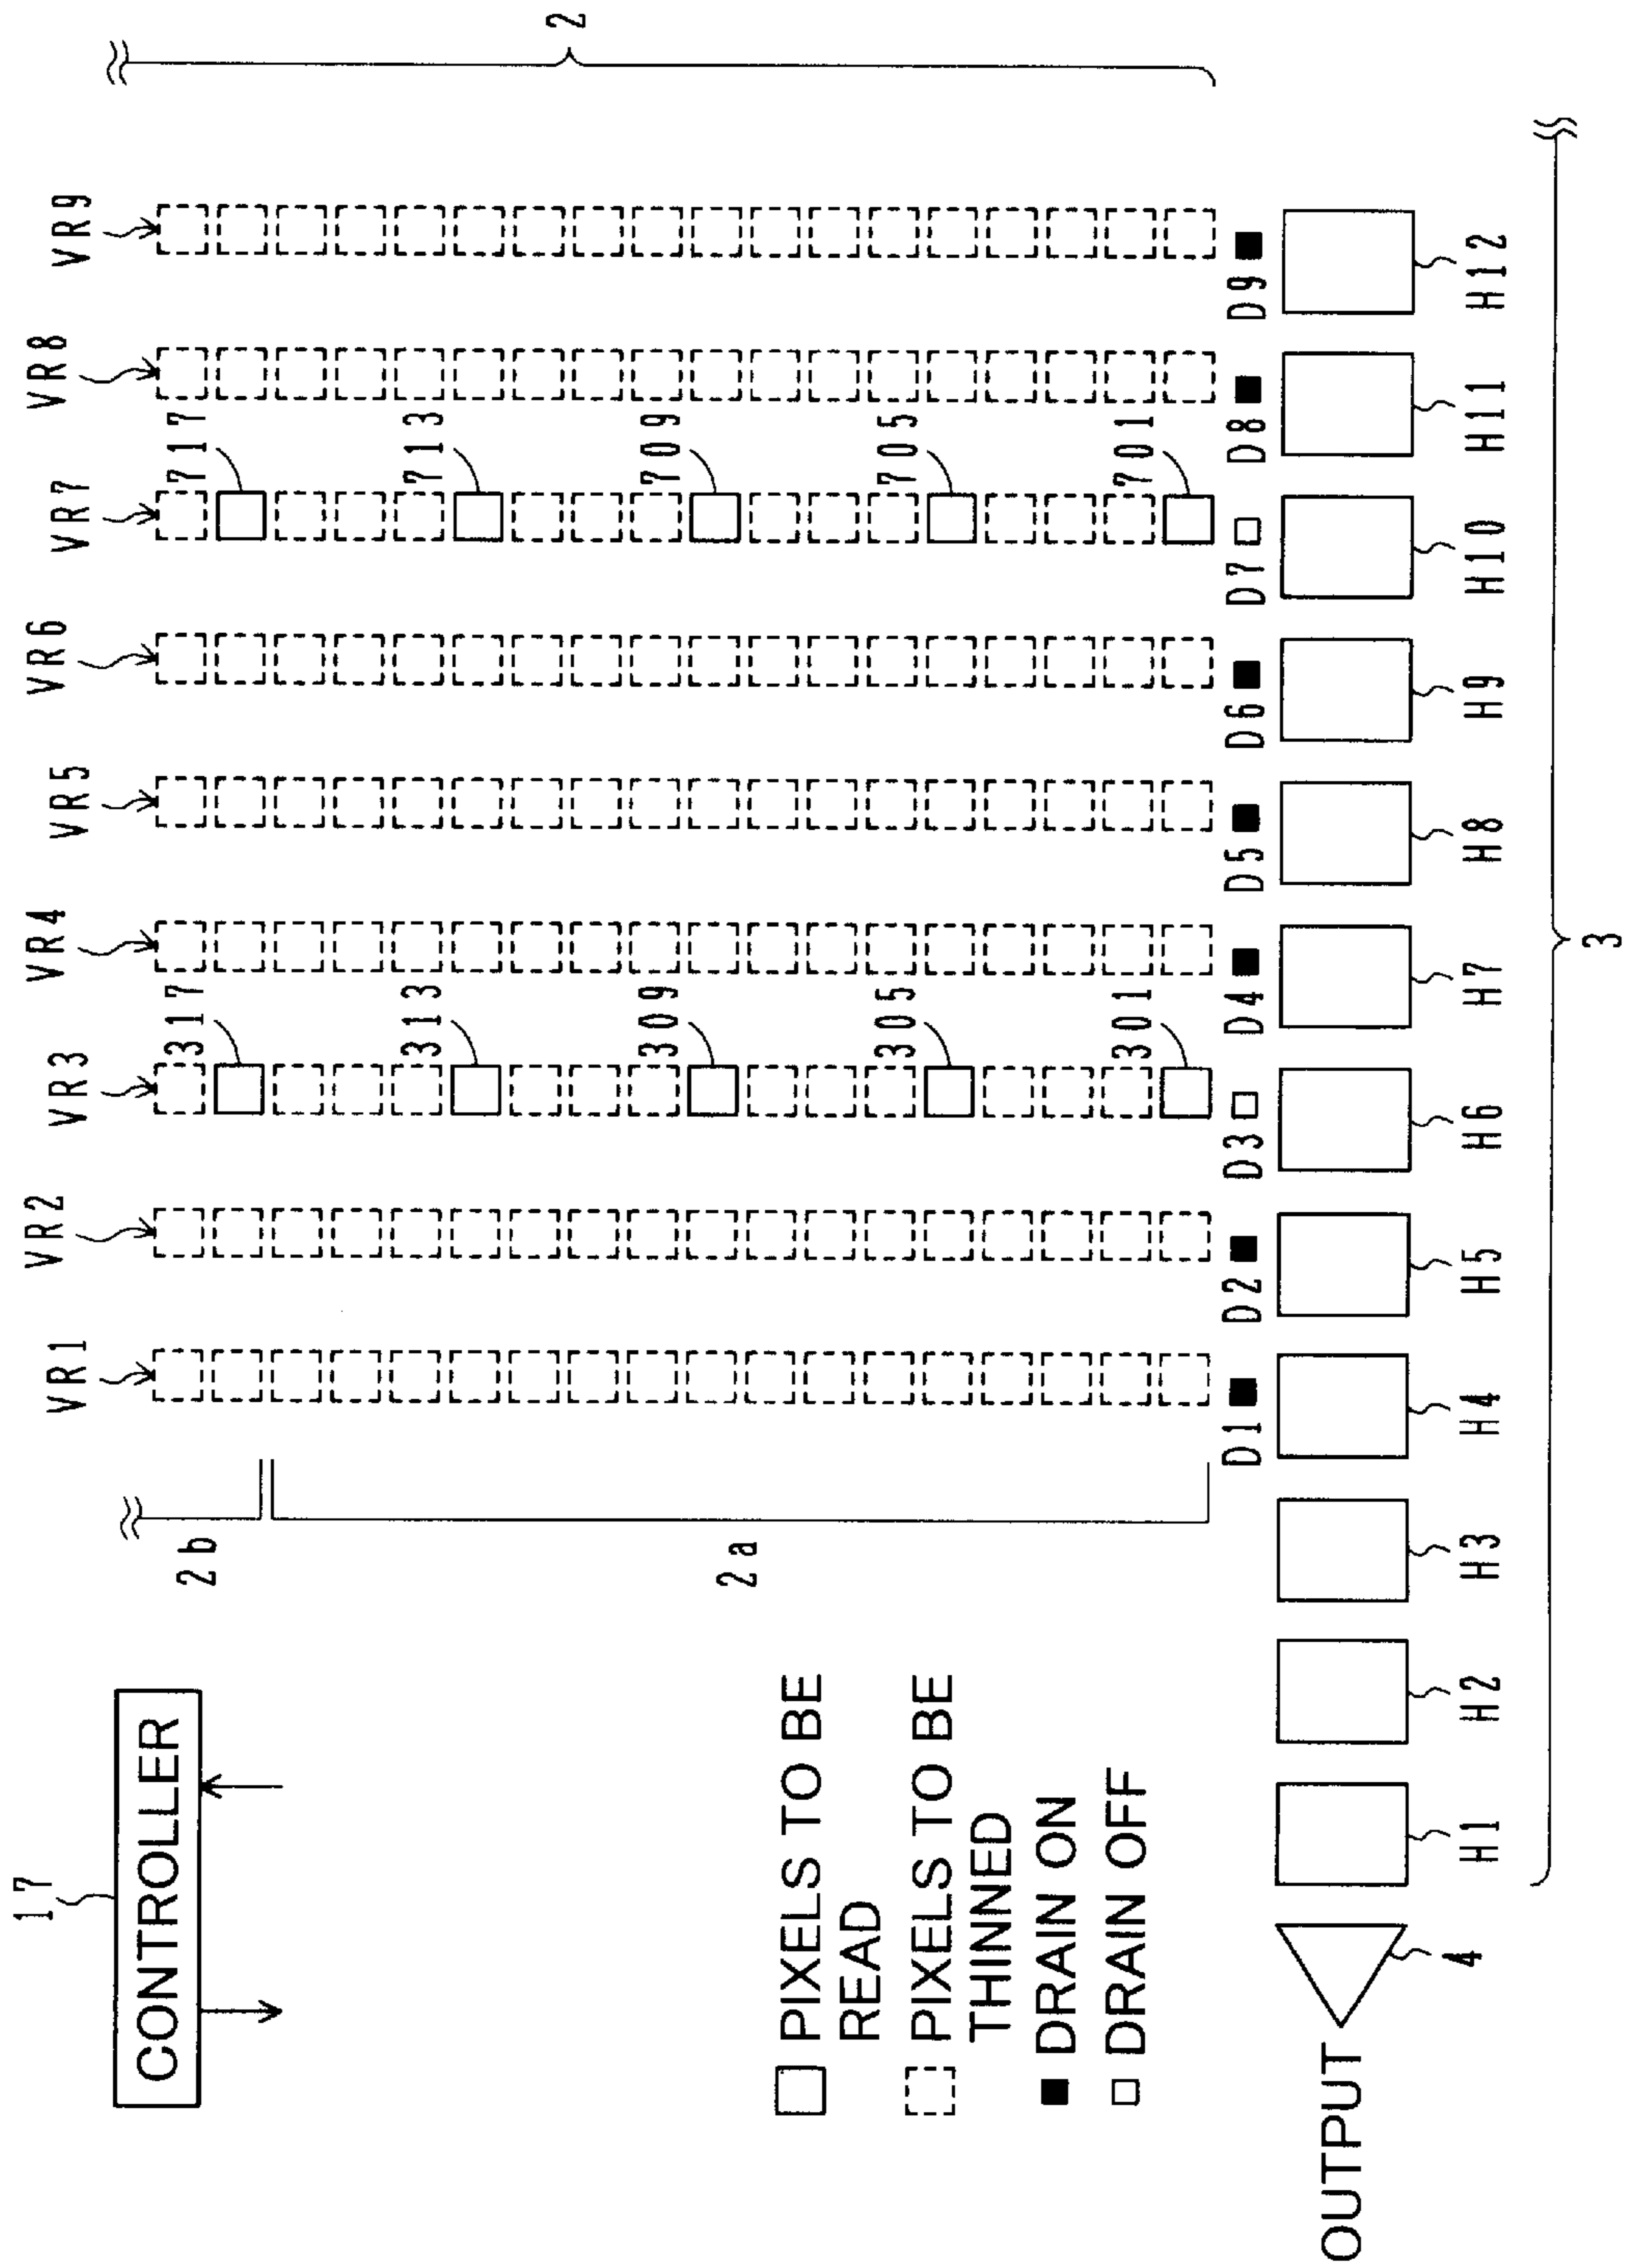 17
CONTROLLER
2b
2a
VR1
VR2
VR3
VR4
VR5
VR6
VR7
VR8
VR9
2
317
313
309
305
301
717
713
709
705
701
PIXELS TO BE
READ
PIXELS TO BE
THINNED
DRAIN ON
DRAIN OFF
D1
D2
D3
D4
D5
D6
D7
D8
D9
OUTPUT
4
H1
H2
H3
H4
H5
H6
H7
H8
H9
H10
H11
H12
3